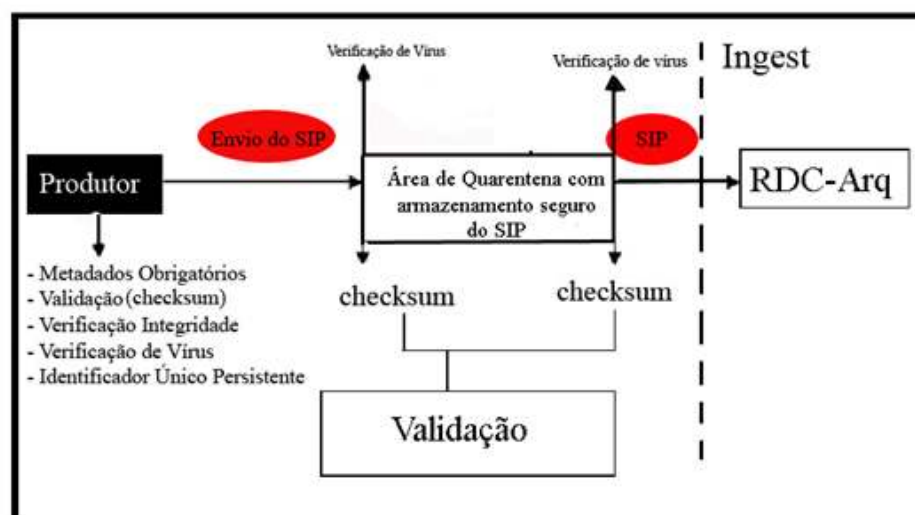 Verificação de Vírus
Verificação de vírus
Ingest
Envio do SIP
SIP
Produtor
Área de Quarentena com
armazenamento seguro
do SIP
RDC-Arq
- Metadados Obrigatórios
- Validação (checksum)
- Verificação Integridade
- Verificação de Vírus
- Identificador Único Persistente
checksum
checksum
Validação